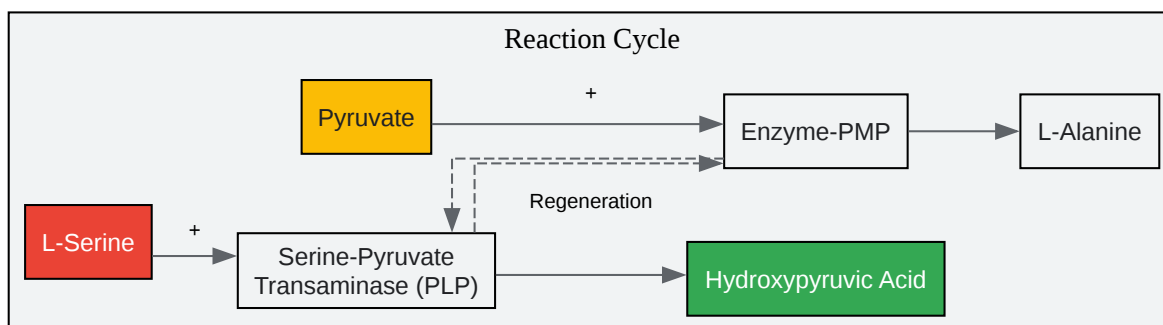 Reaction Cycle
+
Pyruvate
Enzyme-PMP
L-Alanine
Regeneration
+
L-Serine
Serine-Pyruvate
Transaminase (PLP)
Hydroxypyruvic Acid